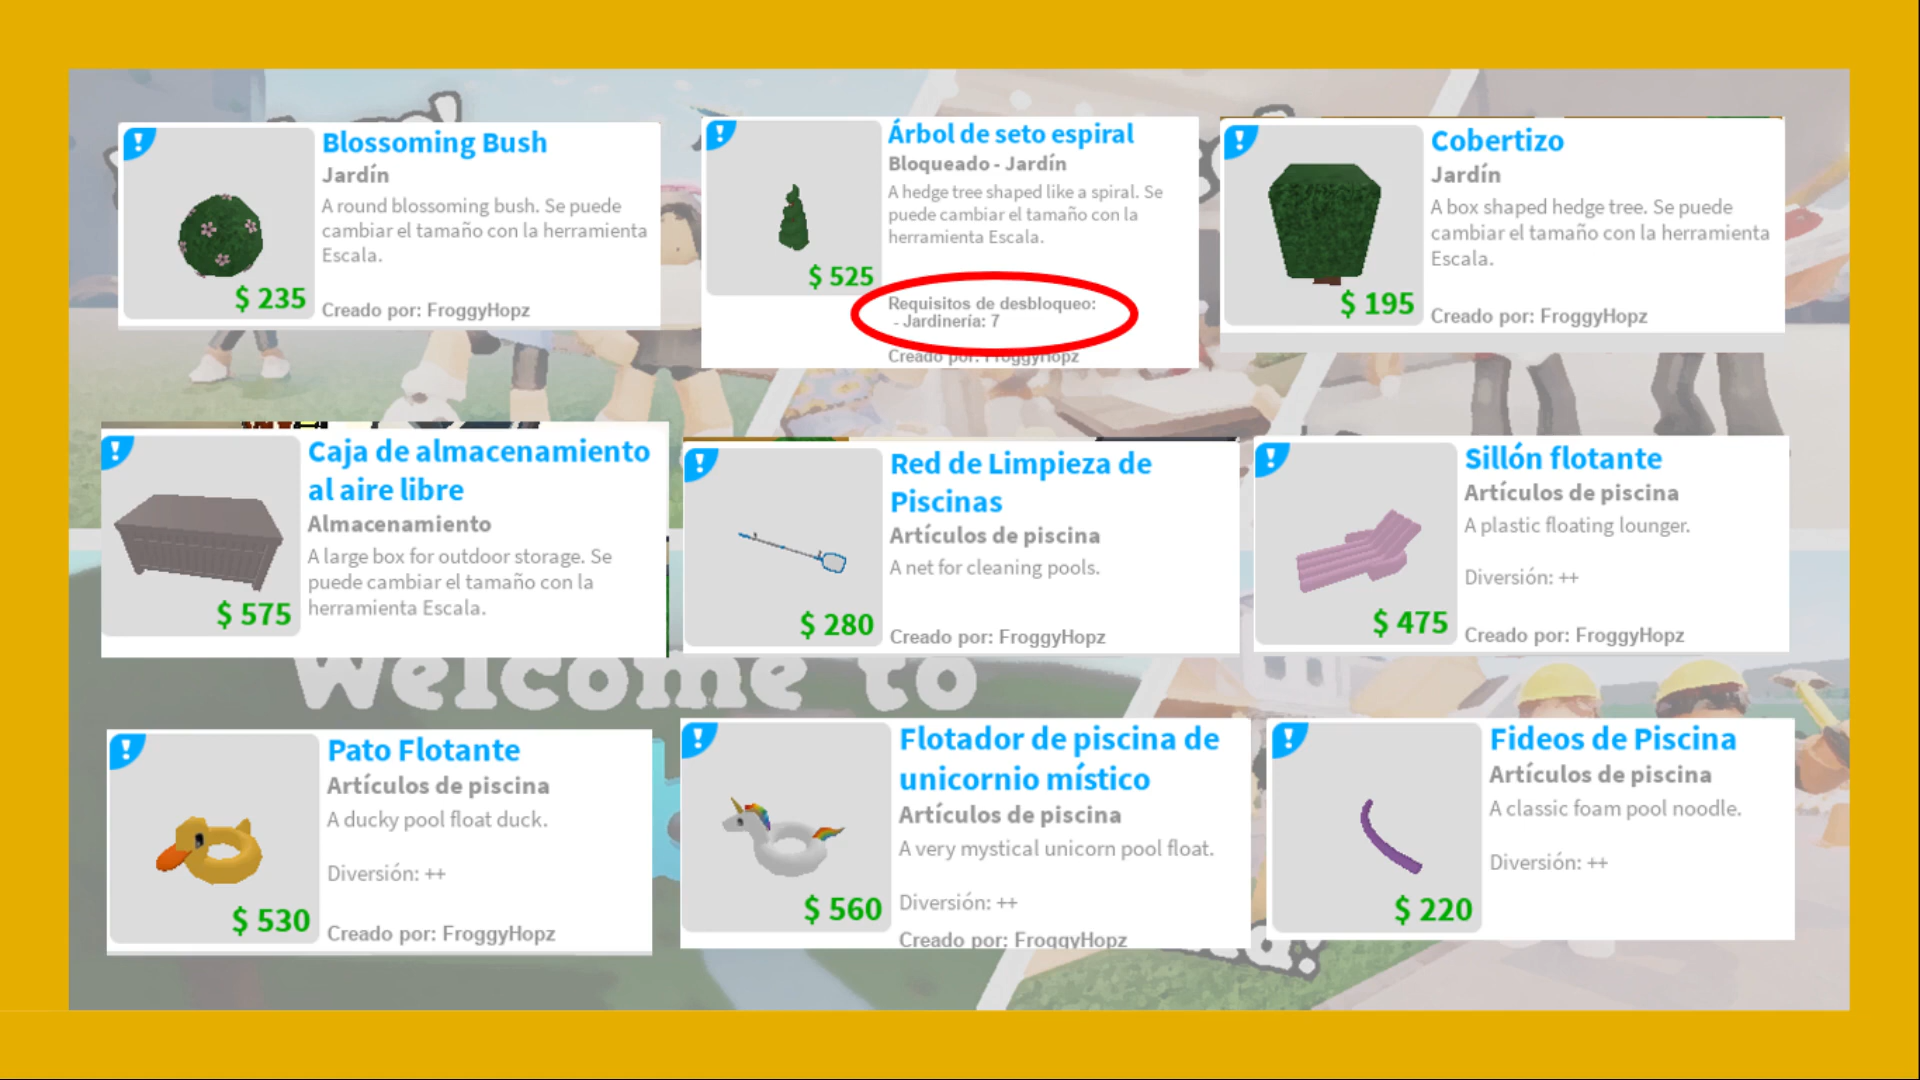 Blossoming Bush
Jardín
A round blossoming bush. Se puede
cambiar el tamaño con la herramienta
Escala.
$ 235
Creado por: FroggyHopz
Árbol de seto espiral
Bloqueado - Jardín
A hedge tree shaped like a spiral. Se
puede cambiar el tamaño con la
herramienta Escala.
$ 525
Requisitos de desbloqueo:
- Jardinería: 7
Creado por: FroggyHopz
Cobertizo
Jardín
A box shaped hedge tree. Se puede
cambiar el tamaño con la herramienta
Escala.
$ 195
Creado por: FroggyHopz
Caja de almacenamiento
al aire libre
Almacenamiento
A large box for outdoor storage. Se
puede cambiar el tamaño con la
herramienta Escala.
$ 575
Red de Limpieza de
Piscinas
Artículos de piscina
A net for cleaning pools.
$ 280
Creado por: FroggyHopz
Sillón flotante
Artículos de piscina
A plastic floating lounger.
Diversión: ++
$ 475
Creado por: FroggyHopz
Welcome to
Pato Flotante
Artículos de piscina
A ducky pool float duck.
Diversión: ++
$ 530
Creado por: FroggyHopz
Flotador de piscina de
unicornio místico
Artículos de piscina
A very mystical unicorn pool float.
Diversión: ++
$ 560
Creado por: FroggyHopz
Fideos de Piscina
Artículos de piscina
A classic foam pool noodle.
Diversión: ++
$ 220